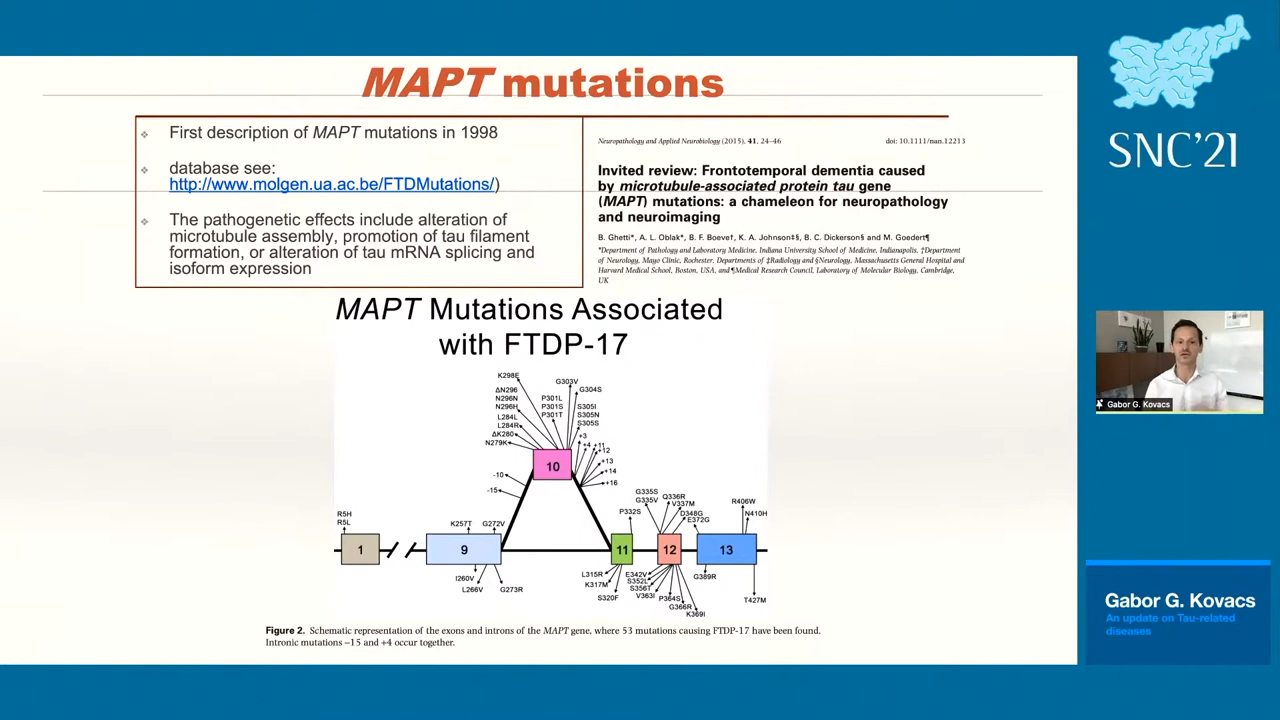 MAPT mutations
First description of MAPT mutations in 1998
database see:
http://www.molgen.ua.ac.be/FTDMutations/)
The pathogenetic effects include alteration of
microtubule assembly, promotion of tau filament
formation, or alteration of tau mRNA splicing and
isoform expression
Neuropathology and Applied Neurobiology (2015), 41, 24–46
doi: 10.1111/nan.12213
Invited review: Frontotemporal dementia caused
by microtubule-associated protein tau gene
(MAPT) mutations: a chameleon for neuropathology
and neuroimaging
B. Ghetti*, A. L. Oblak*, B. F. Boeve†, K. A. Johnson‡§, B. C. Dickerson§ and M. Goedert¶
*Department of Pathology and Laboratory Medicine, Indiana University School of Medicine, Indianapolis, †Department
of Neurology, Mayo Clinic, Rochester, Departments of ‡Radiology and §Neurology, Massachusetts General Hospital and
Harvard Medical School, Boston, USA, and ¶Medical Research Council, Laboratory of Molecular Biology, Cambridge,
UK
MAPT Mutations Associated
with FTDP-17
K298E
ΔN296
N296N
N296H
L284L
L284R
ΔK280
N279K
P301L
P301S
P301T
G303V
G304S
S305I
S305N
S305S
+3
+4
+11
+12
+13
+14
+16
-10
-15
10
R5H
R5L
1
K257T
G272V
9
I260V
L266V
G273R
P332S
11
L315R
K317M
S320F
G335S
G335V
Q336R
V337M
D348G
E372G
12
E342V
S352L
S356T
V363I
P364S
G366R
K369I
R406W
N410H
13
G389R
T427M
Figure 2. Schematic representation of the exons and introns of the MAPT gene, where 53 mutations causing FTDP-17 have been found.
Intronic mutations −15 and +4 occur together.
SNC'21
Gabor G. Kovacs
Gabor G. Kovacs
An update on Tau-related
diseases